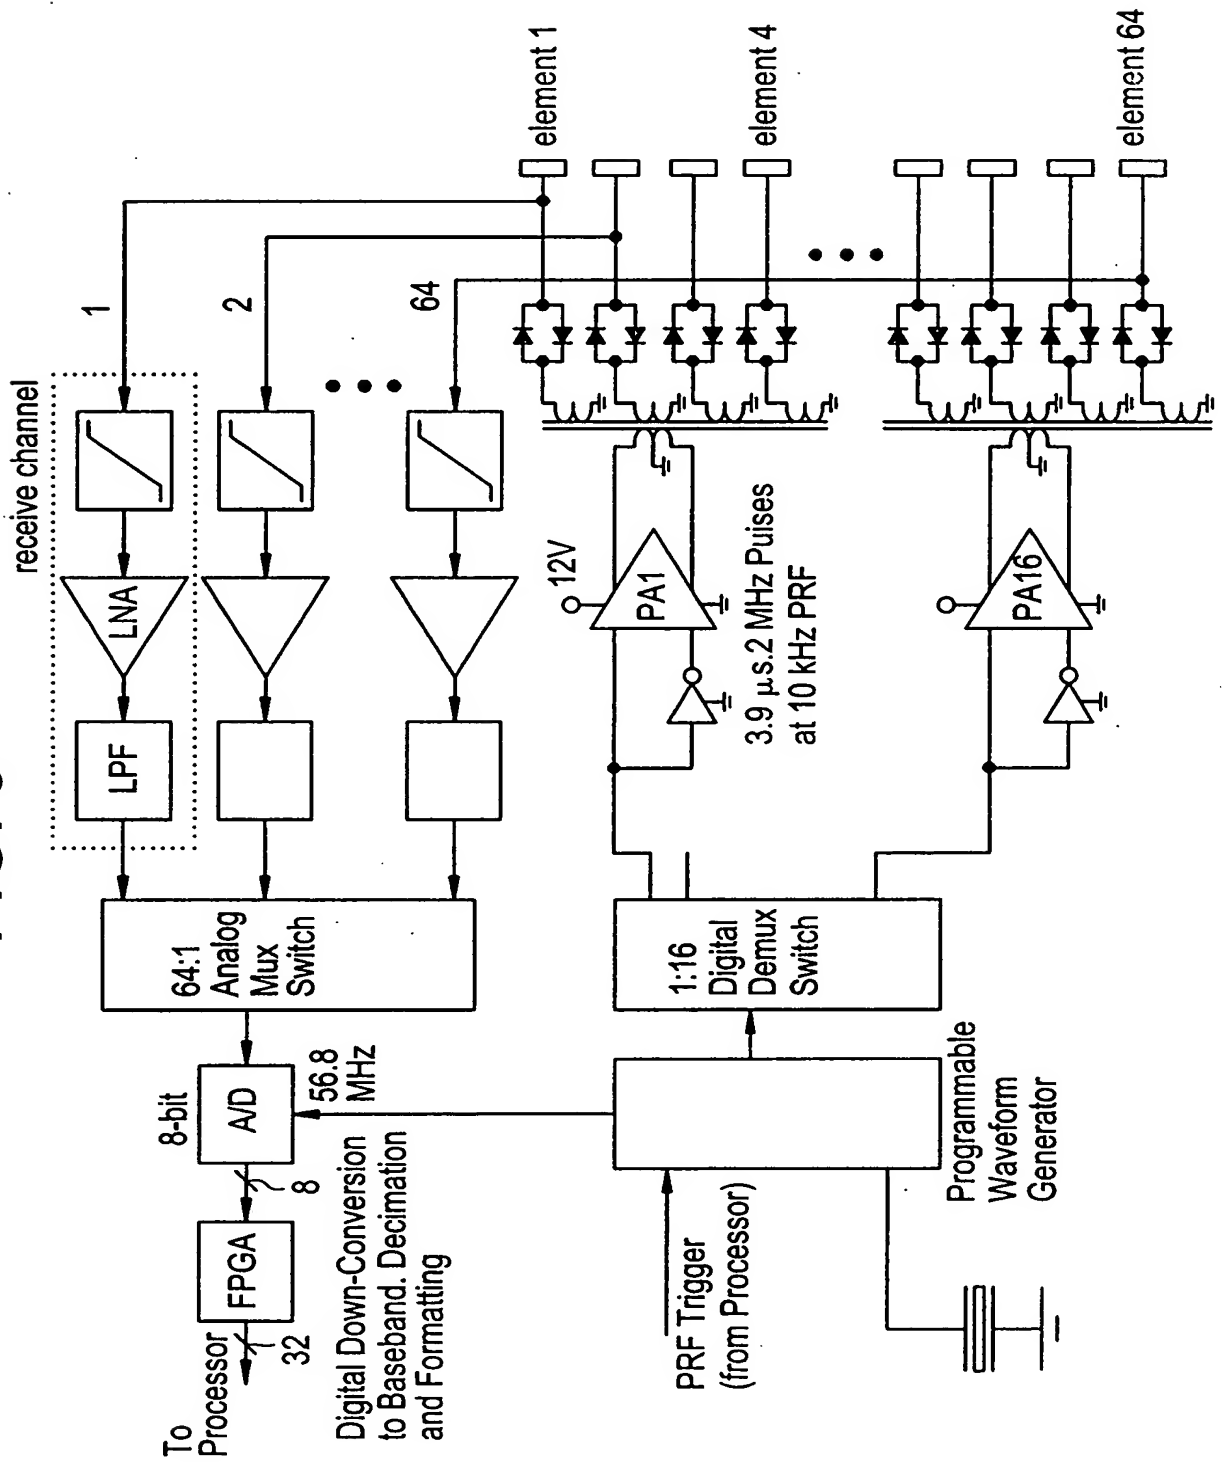 receive channel
1
2
64
LNA
LPF
64:1
Analog
Mux
Switch
8-bit
A/D
56.8
MHz
8
FPGA
32
To
Processor
Digital Down-Conversion
to Baseband. Decimation
and Formatting
element 1
element 4
element 64
12V
PA1
PA16
3.9 µs.2 MHz Puises
at 10 kHz PRF
1:16
Digital
Demux
Switch
Programmable
Waveform
Generator
PRF Trigger
(from Processor)